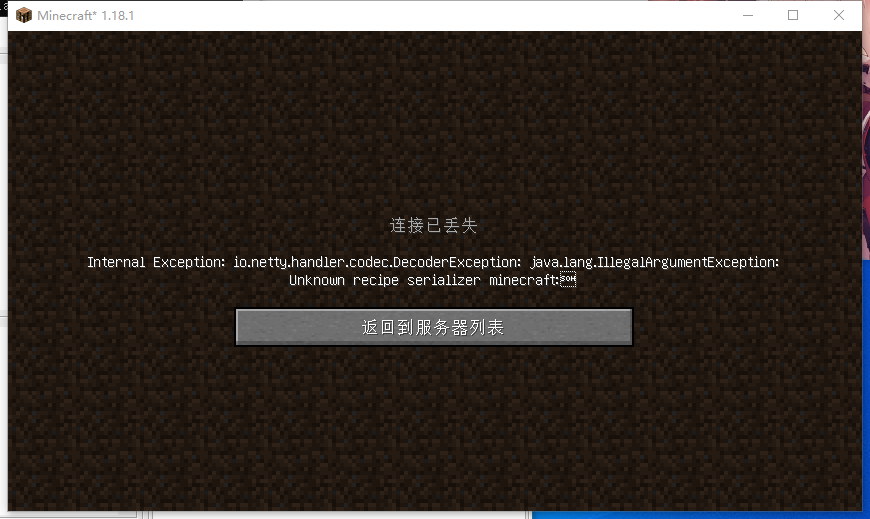 Minecraft* 1.18.1
连接已丢失
Internal Exception: io.netty.handler.codec.DecoderException: java.lang.IllegalArgumentException:
Unknown recipe serializer minecraft:␁
返回到服务器列表